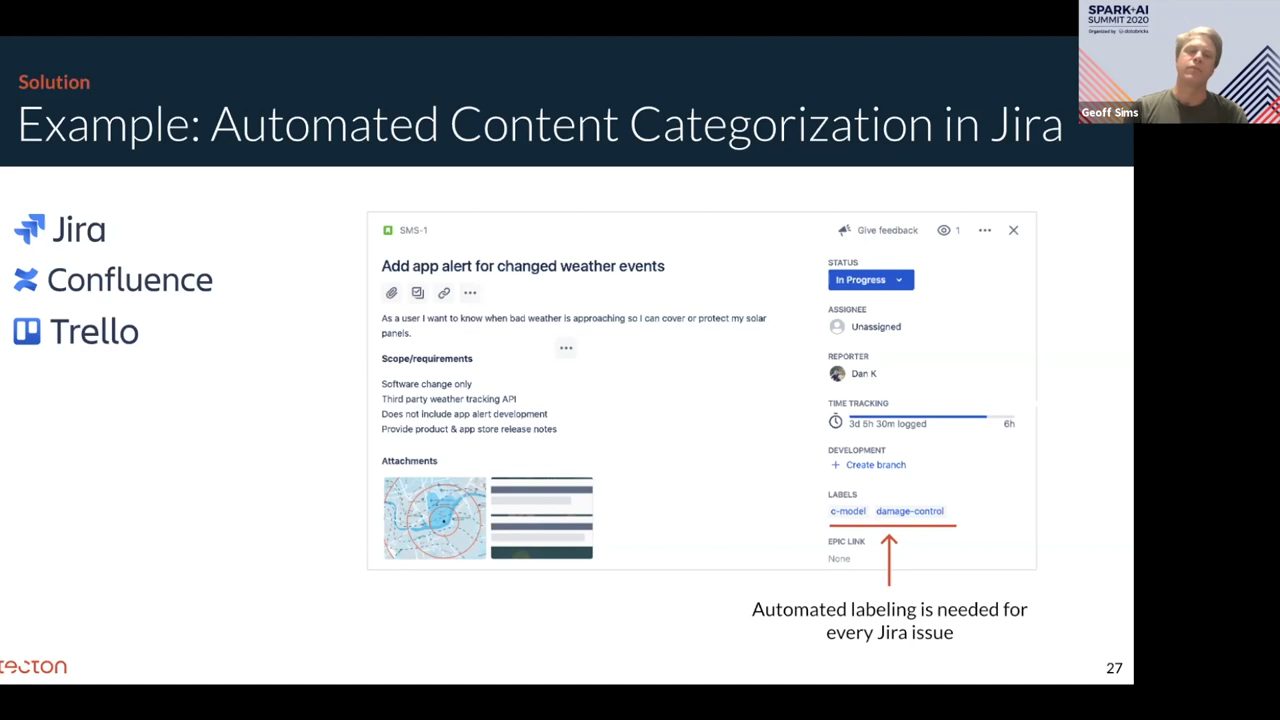 SPARK+AI
SUMMIT 2020
Organized by databricks
Geoff Sims
Solution
Example: Automated Content Categorization in Jira
Jira
Confluence
Trello
SMS-1
Give feedback
1
Add app alert for changed weather events
As a user I want to know when bad weather is approaching so I can cover or protect my solar
panels.
Scope/requirements
Software change only
Third party weather tracking API
Does not include app alert development
Provide product & app store release notes
Attachments
STATUS
In Progress
ASSIGNEE
Unassigned
REPORTER
Dan K
TIME TRACKING
3d 5h 30m logged 6h
DEVELOPMENT
+ Create branch
LABELS
c-model damage-control
EPIC LINK
None
Automated labeling is needed for
every Jira issue
tecton
27